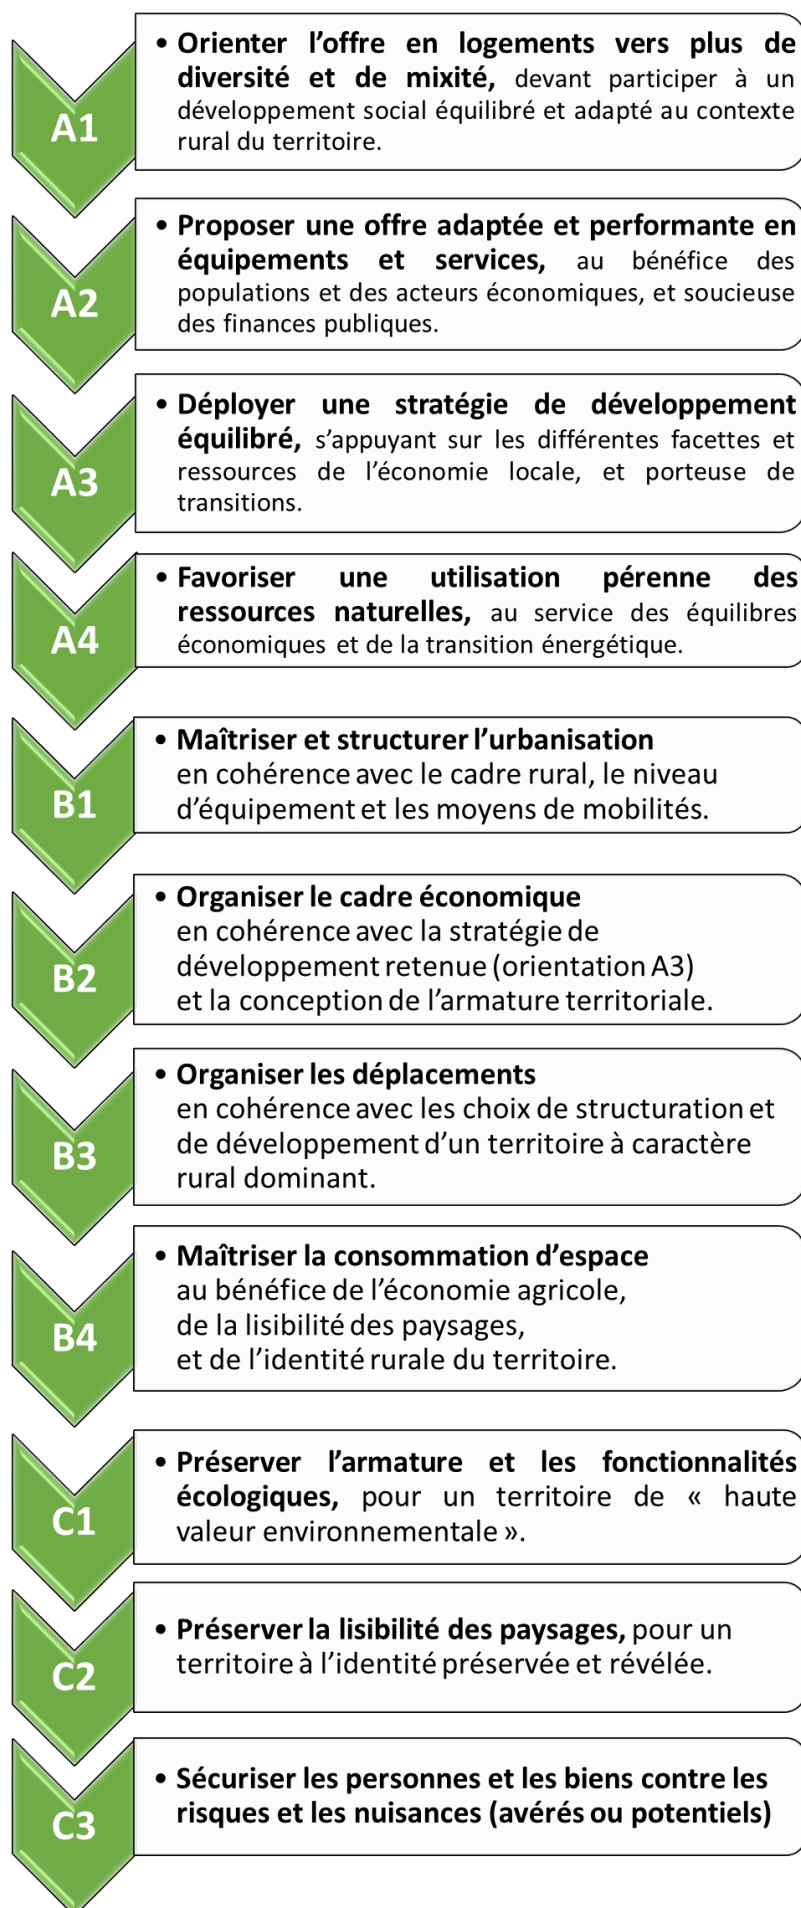 • Orienter l’offre en logements vers plus de
diversité et de mixité, devant participer à un
développement social équilibré et adapté au contexte
rural du territoire.
A1
• Proposer une offre adaptée et performante en
équipements et services, au bénéfice des
populations et des acteurs économiques, et soucieuse
des finances publiques.
A2
• Déployer une stratégie de développement
équilibré, s’appuyant sur les différentes facettes et
ressources de l’économie locale, et porteuse de
transitions.
A3
• Favoriser une utilisation pérenne des
ressources naturelles, au service des équilibres
économiques et de la transition énergétique.
A4
• Maîtriser et structurer l’urbanisation
en cohérence avec le cadre rural, le niveau
d’équipement et les moyens de mobilités.
B1
• Organiser le cadre économique
en cohérence avec la stratégie de
développement retenue (orientation A3)
et la conception de l’armature territoriale.
B2
• Organiser les déplacements
en cohérence avec les choix de structuration et
de développement d’un territoire à caractère
rural dominant.
B3
• Maîtriser la consommation d’espace
au bénéfice de l’économie agricole,
de la lisibilité des paysages,
et de l’identité rurale du territoire.
B4
• Préserver l’armature et les fonctionnalités
écologiques, pour un territoire de « haute
valeur environnementale ».
C1
• Préserver la lisibilité des paysages, pour un
territoire à l’identité préservée et révélée.
C2
• Sécuriser les personnes et les biens contre les
risques et les nuisances (avérés ou potentiels)
C3